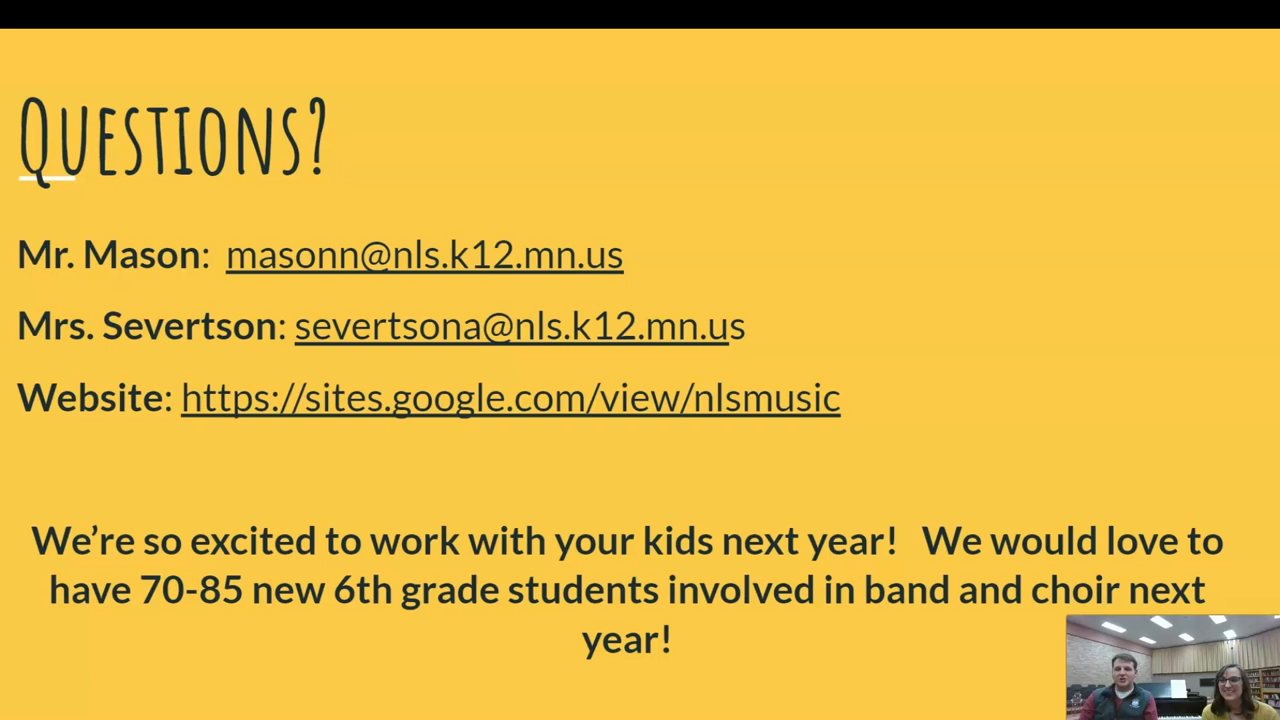 Questions?
Mr. Mason: masonn@nls.k12.mn.us
Mrs. Severtson: severtsona@nls.k12.mn.us
Website: https://sites.google.com/view/nlsmusic
We’re so excited to work with your kids next year! We would love to
have 70-85 new 6th grade students involved in band and choir next
year!